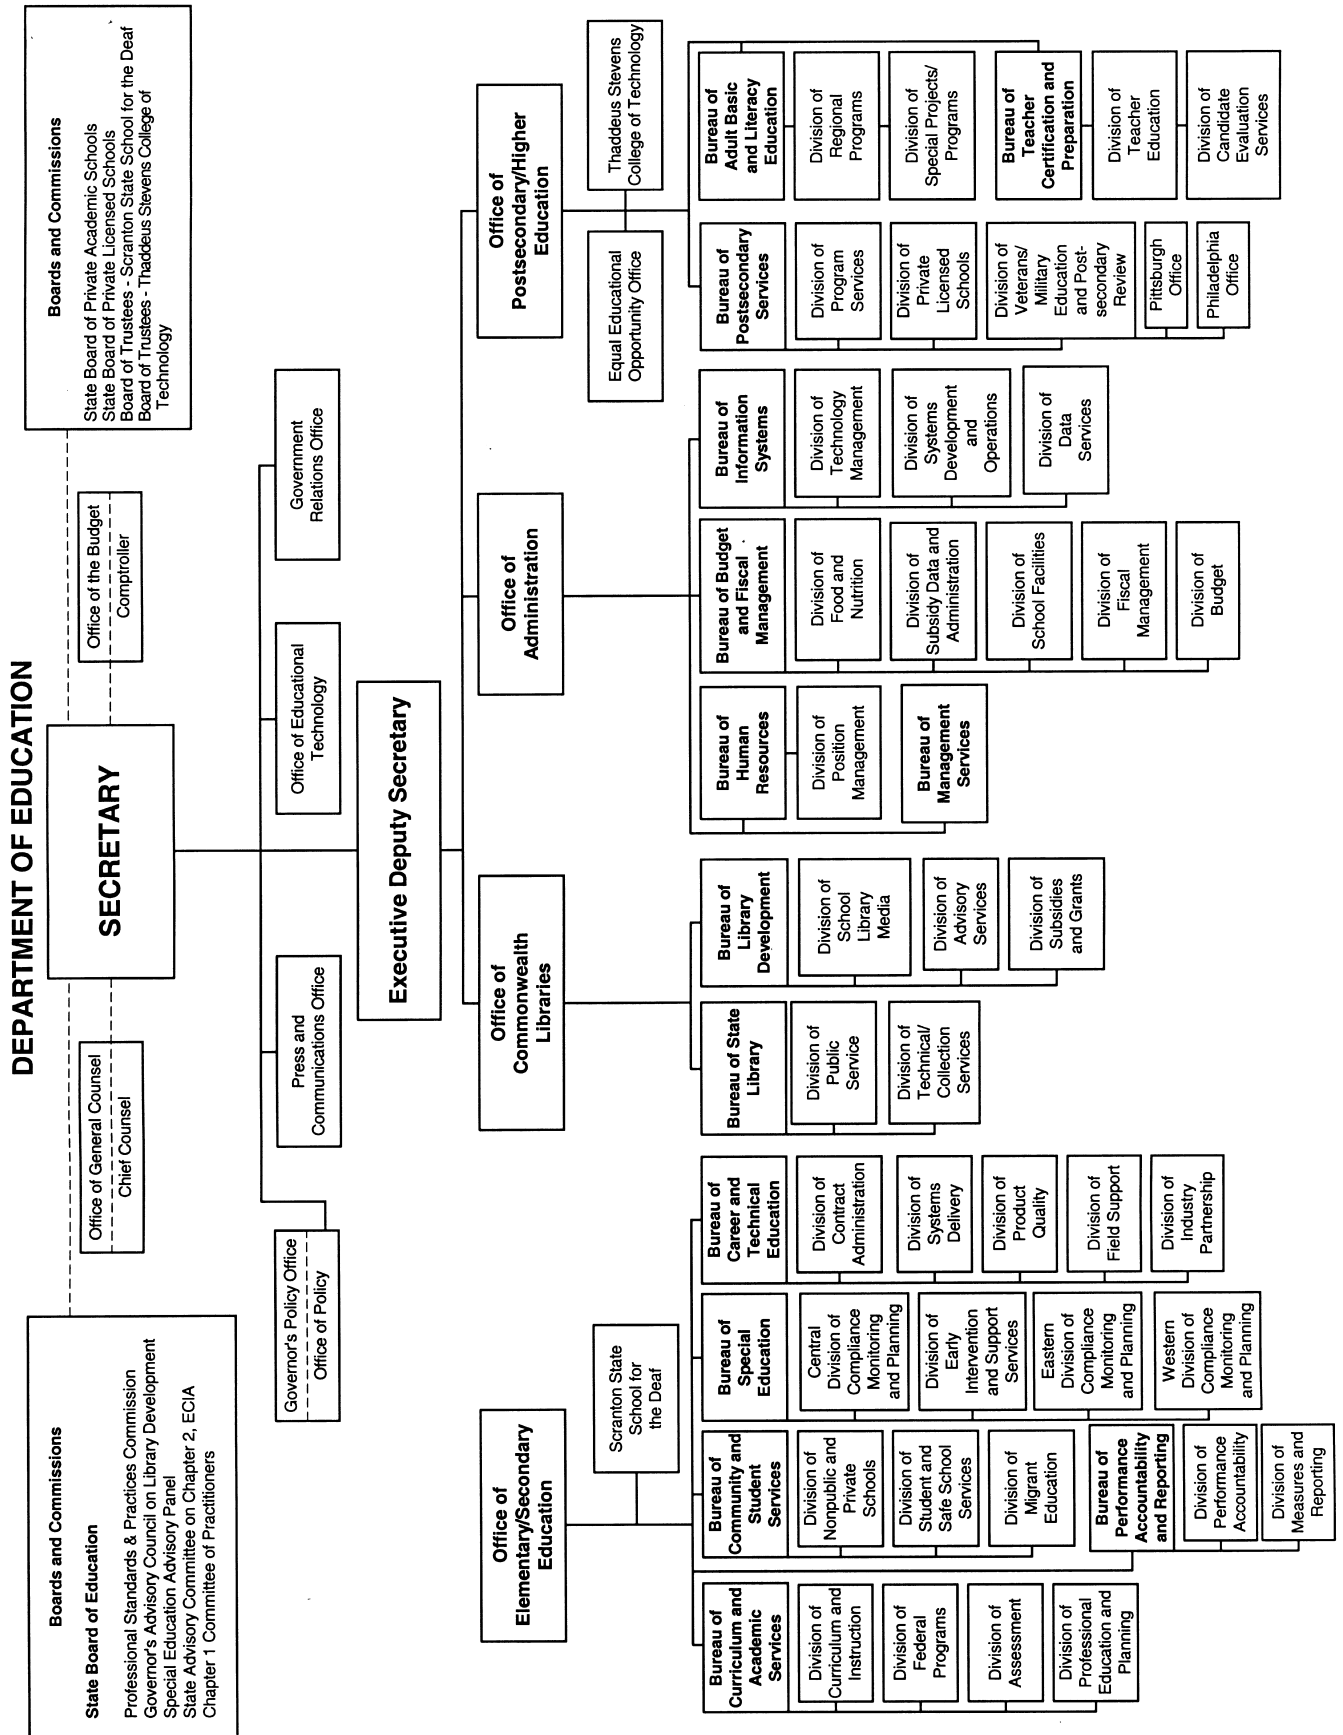 DEPARTMENT OF EDUCATION
Boards and Commissions
State Board of Education
Professional Standards & Practices Commission
Governor's Advisory Council on Library Development
Special Education Advisory Panel
State Advisory Committee on Chapter 2, ECIA
Chapter 1 Committee of Practitioners
Office of General Counsel
Chief Counsel
SECRETARY
Office of the Budget
Comptroller
Boards and Commissions
State Board of Private Academic Schools
State Board of Private Licensed Schools
Board of Trustees - Scranton State School for the Deaf
Board of Trustees - Thaddeus Stevens College of
Technology
Governor's Policy Office
Office of Policy
Press and
Communications Office
Office of Educational
Technology
Government
Relations Office
Executive Deputy Secretary
Office of
Elementary/Secondary
Education
Office of
Commonwealth
Libraries
Office of
Administration
Office of
Postsecondary/Higher
Education
Scranton State
School for
the Deaf
Equal Educational
Opportunity Office
Thaddeus Stevens
College of Technology
Bureau of
Curriculum and
Academic
Services
Division of
Curriculum and
Instruction
Division of
Federal
Programs
Division of
Assessment
Division of
Professional
Education and
Planning
Bureau of
Community and
Student
Services
Division of
Nonpublic and
Private
Schools
Division of
Student and
Safe School
Services
Division of
Migrant
Education
Bureau of
Performance
Accountability
and Reporting
Division of
Performance
Accountability
Division of
Measures and
Reporting
Bureau of
Special
Education
Central
Division of
Compliance
Monitoring
and Planning
Division of
Early
Intervention
and Support
Services
Eastern
Division of
Compliance
Monitoring
and Planning
Western
Division of
Compliance
Monitoring
and Planning
Bureau of
Career and
Technical
Education
Division of
Contract
Administration
Division of
Systems
Delivery
Division of
Product
Quality
Division of
Field Support
Division of
Industry
Partnership
Bureau of State
Library
Division of
Public
Service
Division of
Technical/
Collection
Services
Bureau of
Library
Development
Division of
School
Library
Media
Division of
Advisory
Services
Division of
Subsidies
and Grants
Bureau of
Human
Resources
Division of
Position
Management
Bureau of
Management
Services
Bureau of Budget
and Fiscal
Management
Division of
Food and
Nutrition
Division of
Subsidy Data and
Administration
Division of
School Facilities
Division of
Fiscal
Management
Division of
Budget
Bureau of
Information
Systems
Division of
Technology
Management
Division of
Systems
Development
and
Operations
Division of
Data
Services
Bureau of
Postsecondary
Services
Division of
Program
Services
Division of
Private
Licensed
Schools
Division of
Veterans/
Military
Education
and Post-
secondary
Review
Pittsburgh
Office
Philadelphia
Office
Bureau of
Adult Basic
and Literacy
Education
Division of
Regional
Programs
Division of
Special Projects/
Programs
Bureau of
Teacher
Certification and
Preparation
Division of
Teacher
Education
Division of
Candidate
Evaluation
Services